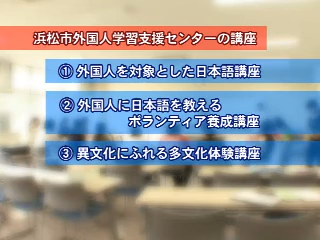 浜松市外国人学習支援センターの講座
① 外国人を対象とした日本語講座
② 外国人に日本語を教える
ボランティア養成講座
③ 異文化にふれる多文化体験講座